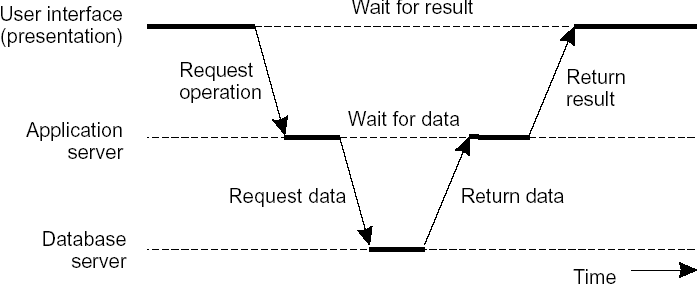 User interface
(presentation)
Wait for result
Request
operation
Return
result
Application
server
Wait for data
Request data
Return data
Database
server
Time